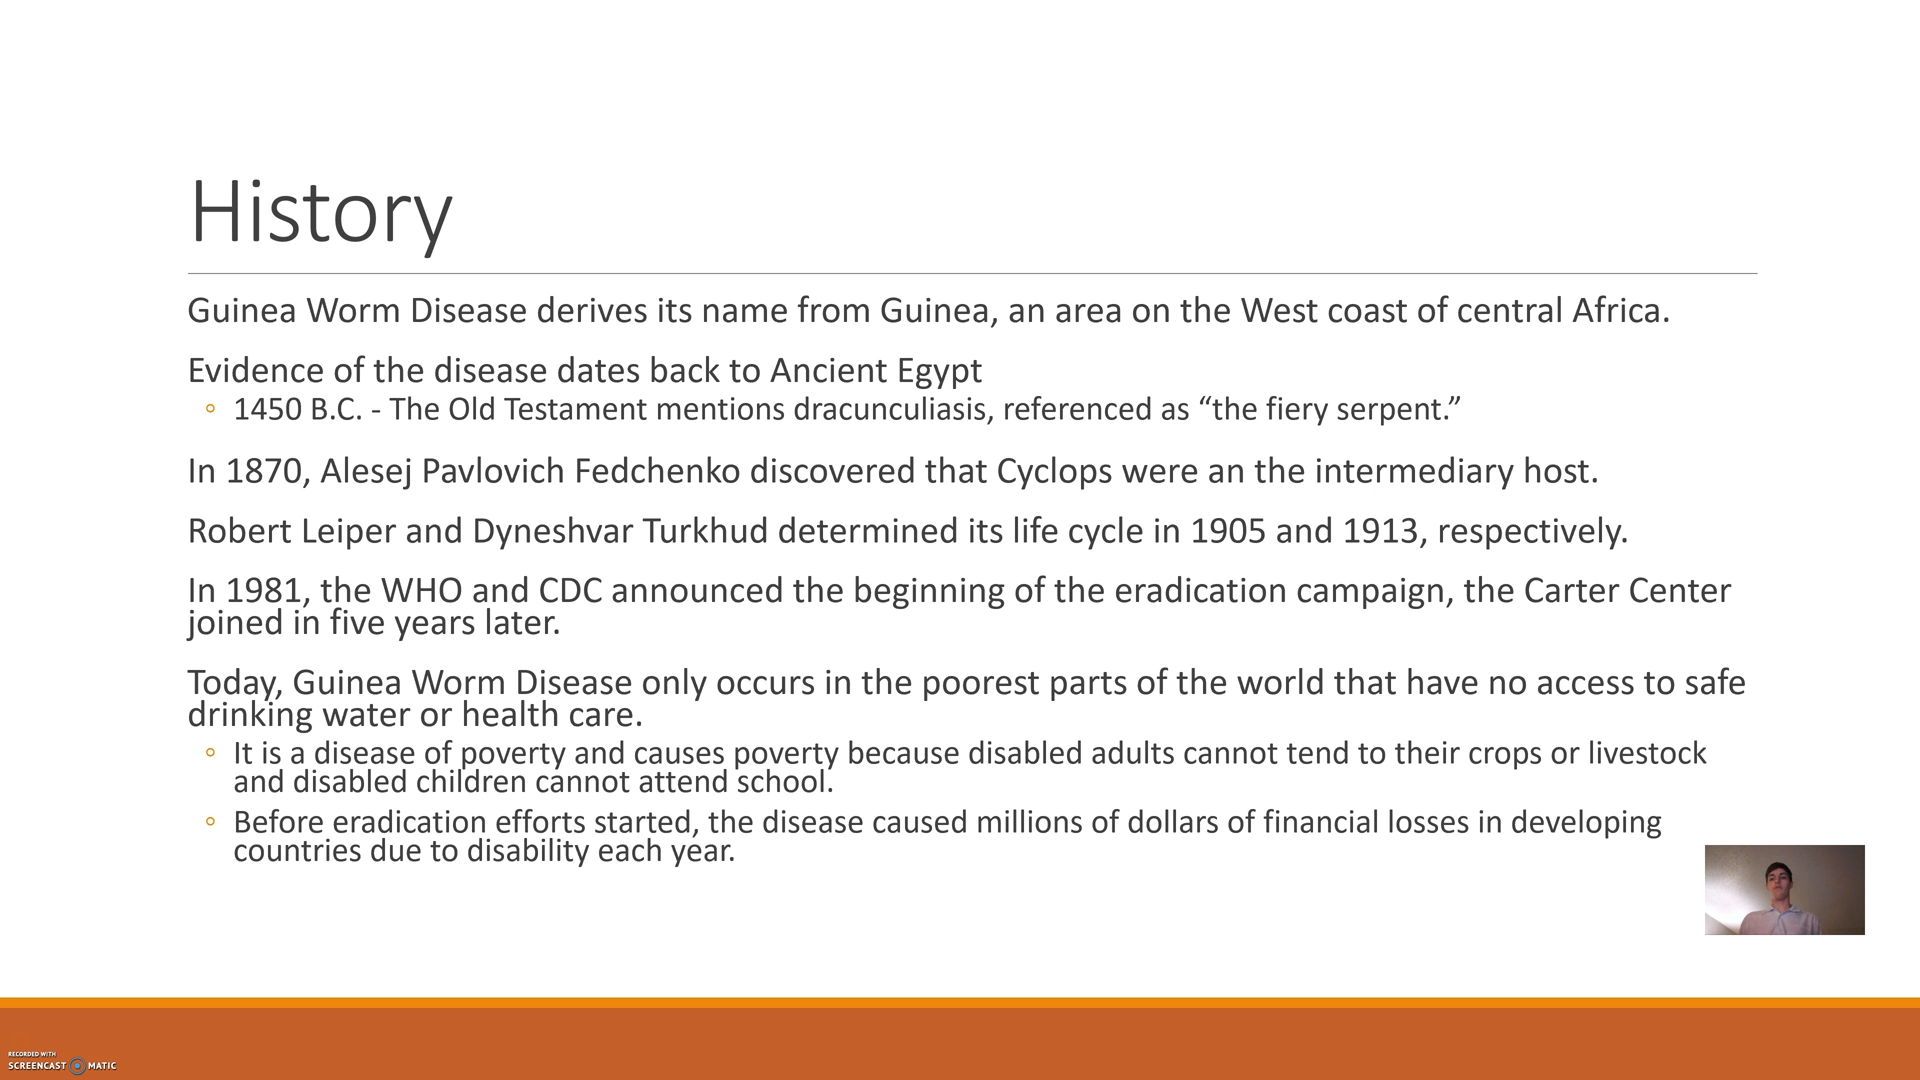 History
Guinea Worm Disease derives its name from Guinea, an area on the West coast of central Africa.
Evidence of the disease dates back to Ancient Egypt
◦ 1450 B.C. - The Old Testament mentions dracunculiasis, referenced as “the fiery serpent.”
In 1870, Alesej Pavlovich Fedchenko discovered that Cyclops were an the intermediary host.
Robert Leiper and Dyneshvar Turkhud determined its life cycle in 1905 and 1913, respectively.
In 1981, the WHO and CDC announced the beginning of the eradication campaign, the Carter Center
joined in five years later.
Today, Guinea Worm Disease only occurs in the poorest parts of the world that have no access to safe
drinking water or health care.
◦ It is a disease of poverty and causes poverty because disabled adults cannot tend to their crops or livestock
and disabled children cannot attend school.
◦ Before eradication efforts started, the disease caused millions of dollars of financial losses in developing
countries due to disability each year.
RECORDED WITH
SCREENCAST MATIC